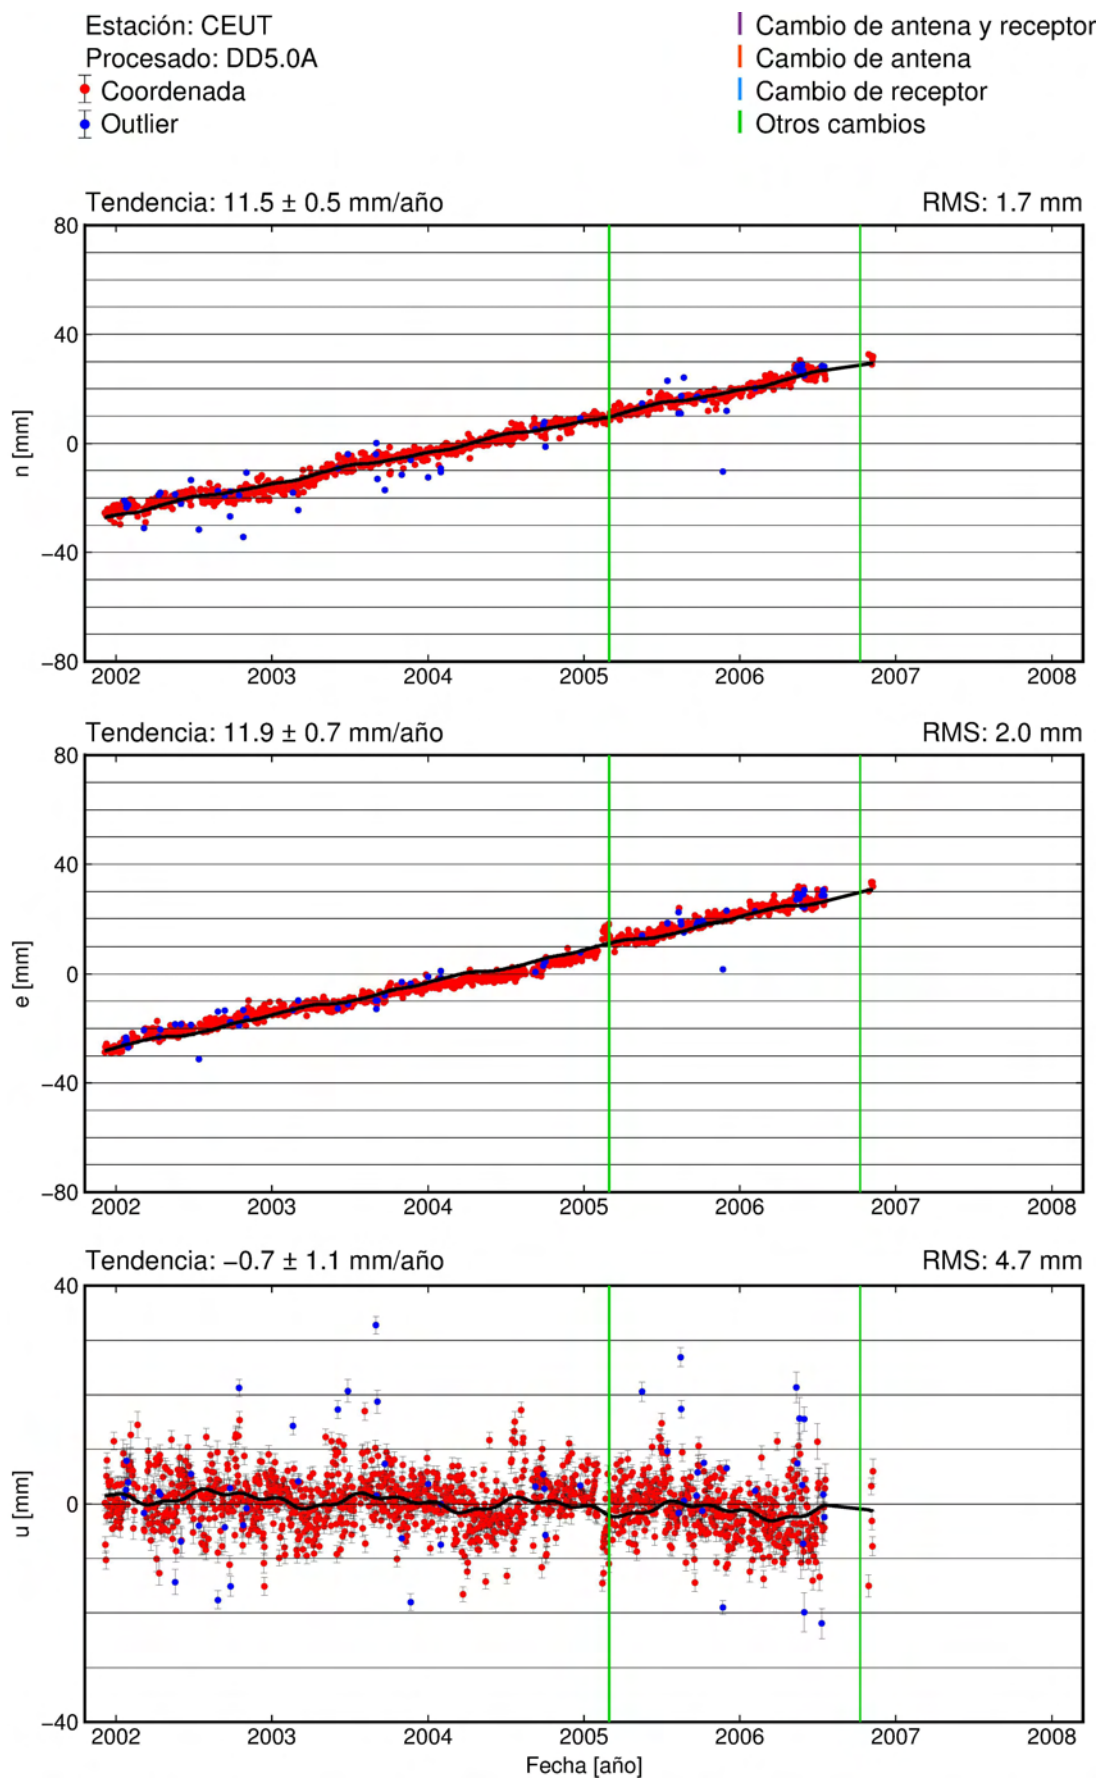 Estación: CEUT
Procesado: DD5.0A
Coordenada
Outlier
Cambio de antena y receptor
Cambio de antena
Cambio de receptor
Otros cambios
Tendencia: 11.5 ± 0.5 mm/año RMS: 1.7 mm
80
40
0
−40
−80
n [mm]
2002 2003 2004 2005 2006 2007 2008
Tendencia: 11.9 ± 0.7 mm/año RMS: 2.0 mm
80
40
0
−40
−80
e [mm]
2002 2003 2004 2005 2006 2007 2008
Tendencia: −0.7 ± 1.1 mm/año RMS: 4.7 mm
40
0
−40
u [mm]
2002 2003 2004 2005 2006 2007 2008
Fecha [año]